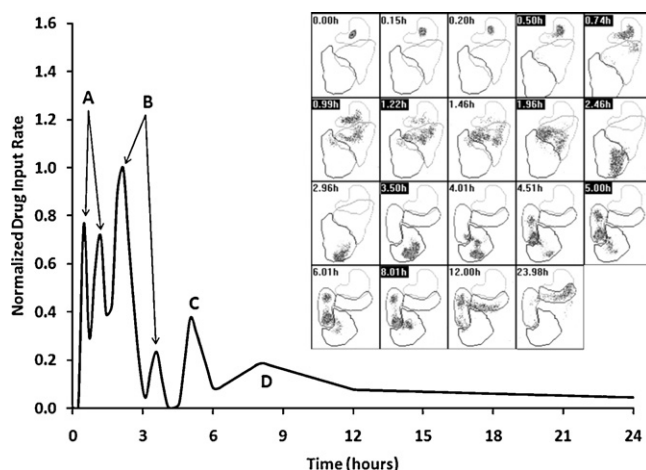 1.6
1.4
1.2
1.0
0.8
0.6
0.4
0.2
0.0
Normalized Drug Input Rate
A
B
C
D
0 3 6 9 12 15 18 21 24
Time (hours)
0.00h 0.15h 0.20h 0.50h 0.74h
0.99h 1.22h 1.46h 1.96h 2.46h
2.96h 3.50h 4.01h 4.51h 5.00h
6.01h 8.01h 12.00h 23.98h